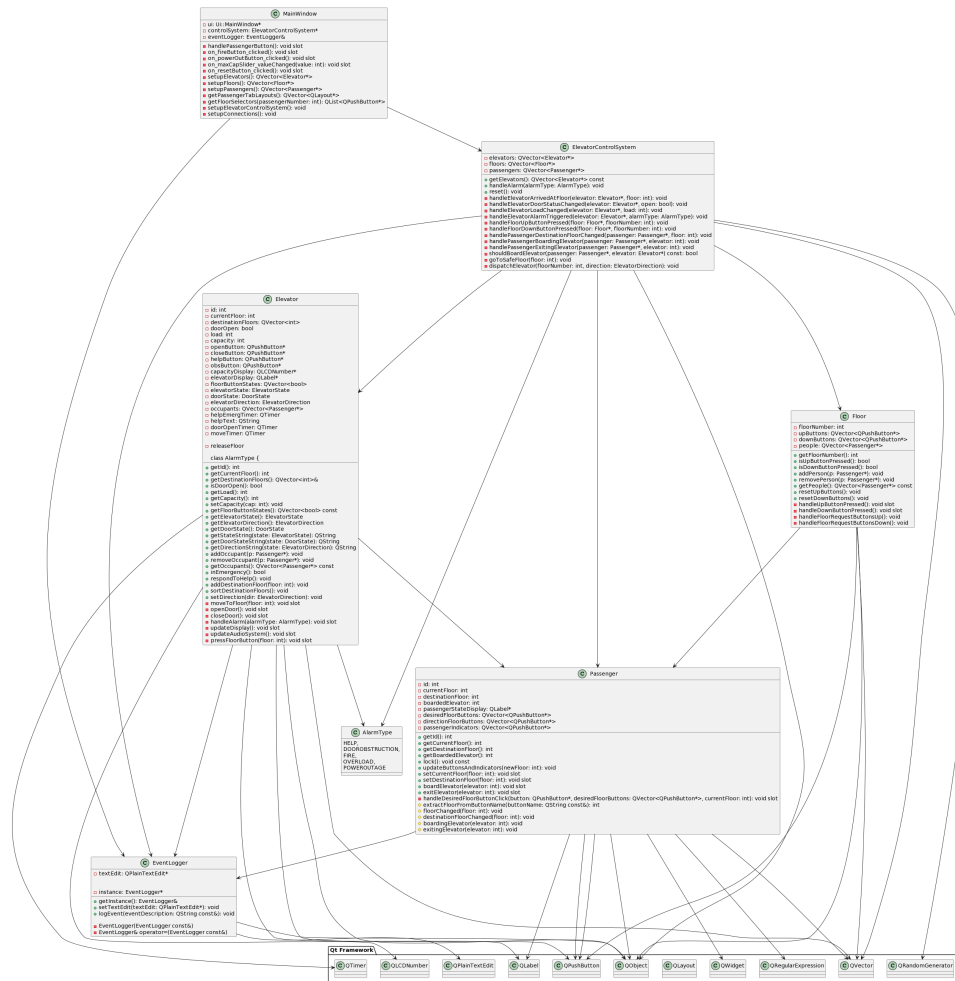 C MainWindow
ui: Ui::MainWindow*
controlSystem: ElevatorControlSystem*
eventLogger: EventLogger&
handlePassengerButton(): void slot
on_fireButton_clicked(): void slot
on_powerOutButton_clicked(): void slot
on_maxCapSlider_valueChanged(value: int): void slot
on_resetButton_clicked(): void slot
setupElevators(): QVector<Elevator*>
setupFloors(): QVector<Floor*>
setupPassengers(): QVector<Passenger*>
getPassengerTabLayouts(): QVector<QLayout*>
getFloorSelectors(passengerNumber: int): QList<QPushButton*>
setupElevatorControlSystem(): void
setupConnections(): void
C ElevatorControlSystem
elevators: QVector<Elevator*>
floors: QVector<Floor*>
passengers: QVector<Passenger*>
getElevators(): QVector<Elevator*> const
handleAlarm(alarmType: AlarmType): void
reset(): void
handleElevatorArrivedAtFloor(elevator: Elevator*, floor: int): void
handleElevatorDoorStatusChanged(elevator: Elevator*, open: bool): void
handleElevatorLoadChanged(elevator: Elevator*, load: int): void
handleElevatorAlarmTriggered(elevator: Elevator*, alarmType: AlarmType): void
handleFloorUpButtonPressed(floor: Floor*, floorNumber: int): void
handleFloorDownButtonPressed(floor: Floor*, floorNumber: int): void
handlePassengerDestinationFloorChanged(passenger: Passenger*, floor: int): void
handlePassengerBoardingElevator(passenger: Passenger*, elevator: int): void
handlePassengerExitingElevator(passenger: Passenger*, elevator: int): void
shouldBoardElevator(passenger: Passenger*, elevator: Elevator*) const: bool
goToSafeFloor(floor: int): void
dispatchElevator(floorNumber: int, direction: ElevatorDirection): void
C Elevator
id: int
currentFloor: int
destinationFloors: QVector<int>
doorOpen: bool
load: int
capacity: int
openButton: QPushButton*
closeButton: QPushButton*
helpButton: QPushButton*
obsButton: QPushButton*
capacityDisplay: QLCDNumber*
elevatorDisplay: QLabel*
floorButtonStates: QVector<bool>
elevatorState: ElevatorState
doorState: DoorState
elevatorDirection: ElevatorDirection
occupants: QVector<Passenger*>
helpEmergTimer: QTimer
helpText: QString
doorOpenTimer: QTimer
moveTimer: QTimer
releaseFloor
class AlarmType {
getId(): int
getCurrentFloor(): int
getDestinationFloors(): QVector<int>&
isDoorOpen(): bool
getLoad(): int
getCapacity(): int
setCapacity(cap: int): void
getFloorButtonStates(): QVector<bool> const
getElevatorState(): ElevatorState
getElevatorDirection(): ElevatorDirection
getDoorState(): DoorState
getStateString(state: ElevatorState): QString
getDoorStateString(state: DoorState): QString
getDirectionString(state: ElevatorDirection): QString
addOccupant(p: Passenger*): void
removeOccupant(p: Passenger*): void
getOccupants(): QVector<Passenger*> const
inEmergency(): bool
respondToHelp(): void
addDestinationFloor(floor: int): void
sortDestinationFloors(): void
setDirection(dir: ElevatorDirection): void
moveToFloor(floor: int): void slot
openDoor(): void slot
closeDoor(): void slot
handleAlarm(alarmType: AlarmType): void slot
updateDisplay(): void slot
updateAudioSystem(): void slot
pressFloorButton(floor: int): void slot
C Floor
floorNumber: int
upButtons: QVector<QPushButton*>
downButtons: QVector<QPushButton*>
people: QVector<Passenger*>
getFloorNumber(): int
isUpButtonPressed(): bool
isDownButtonPressed(): bool
addPerson(p: Passenger*): void
removePerson(p: Passenger*): void
getPeople(): QVector<Passenger*> const
resetUpButtons(): void
resetDownButtons(): void
handleUpButtonPressed(): void slot
handleDownButtonPressed(): void slot
handleFloorRequestButtonsUp(): void
handleFloorRequestButtonsDown(): void
C Passenger
id: int
currentFloor: int
destinationFloor: int
boardedElevator: int
passengerStateDisplay: QLabel*
desiredFloorButtons: QVector<QPushButton*>
directionFloorButtons: QVector<QPushButton*>
passengerIndicators: QVector<QPushButton*>
getId(): int
getCurrentFloor(): int
getDestinationFloor(): int
getBoardedElevator(): int
lock(): void const
updateButtonsAndIndicators(newFloor: int): void
setCurrentFloor(floor: int): void slot
setDestinationFloor(floor: int): void slot
boardElevator(elevator: int): void slot
exitElevator(elevator: int): void slot
handleDesiredFloorButtonClick(button: QPushButton*, desiredFloorButtons: QVector<QPushButton*>, currentFloor: int): void slot
extractFloorFromButtonName(buttonName: QString const&): int
floorChanged(floor: int): void
destinationFloorChanged(floor: int): void
boardingElevator(elevator: int): void
exitingElevator(elevator: int): void
C AlarmType
HELP,
DOOROBSTRUCTION,
FIRE,
OVERLOAD,
POWEROUTAGE
C EventLogger
textEdit: QPlainTextEdit*
instance: EventLogger*
getInstance(): EventLogger&
setTextEdit(textEdit: QPlainTextEdit*): void
logEvent(eventDescription: QString const&): void
EventLogger(EventLogger const&)
EventLogger& operator=(EventLogger const&)
Qt Framework
C QTimer
C QLCDNumber
C QPlainTextEdit
C QLabel
C QPushButton
C QObject
C QLayout
C QWidget
C QRegularExpression
C QVector
C QRandomGenerator